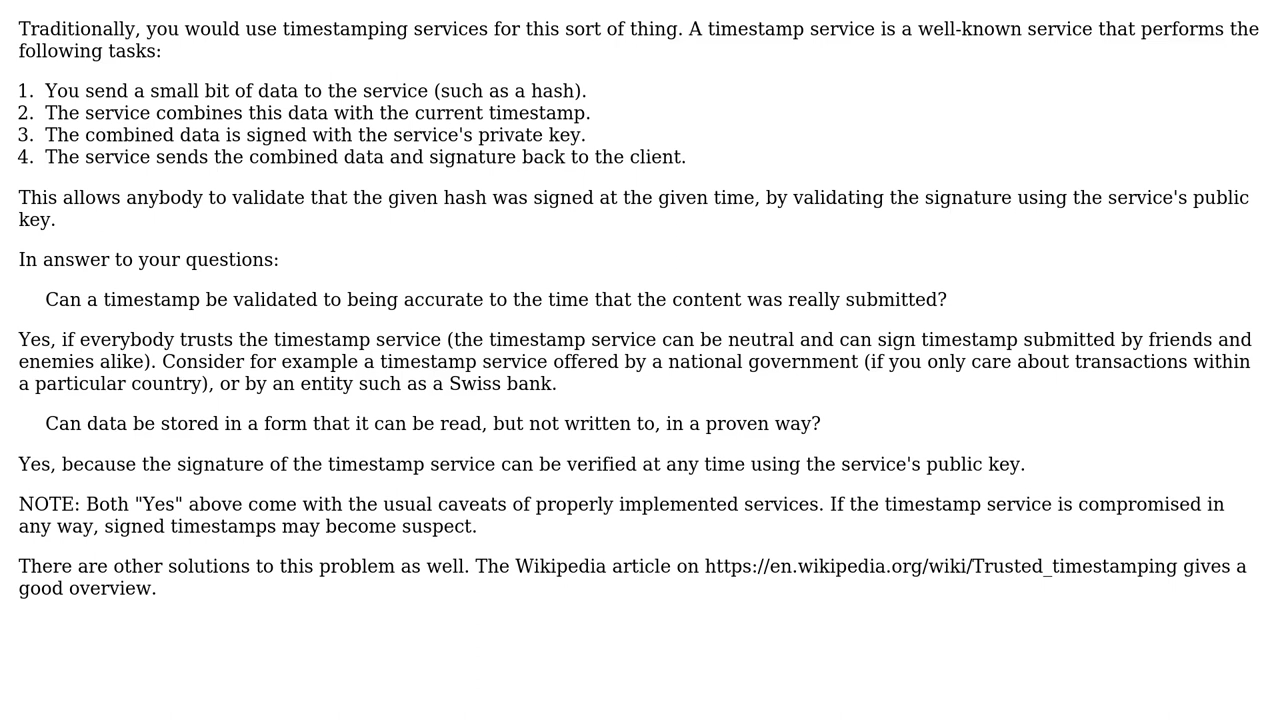 Traditionally, you would use timestamping services for this sort of thing. A timestamp service is a well-known service that performs the
following tasks:
1. You send a small bit of data to the service (such as a hash).
2. The service combines this data with the current timestamp.
3. The combined data is signed with the service's private key.
4. The service sends the combined data and signature back to the client.
This allows anybody to validate that the given hash was signed at the given time, by validating the signature using the service's public
key.
In answer to your questions:
Can a timestamp be validated to being accurate to the time that the content was really submitted?
Yes, if everybody trusts the timestamp service (the timestamp service can be neutral and can sign timestamp submitted by friends and
enemies alike). Consider for example a timestamp service offered by a national government (if you only care about transactions within
a particular country), or by an entity such as a Swiss bank.
Can data be stored in a form that it can be read, but not written to, in a proven way?
Yes, because the signature of the timestamp service can be verified at any time using the service's public key.
NOTE: Both "Yes" above come with the usual caveats of properly implemented services. If the timestamp service is compromised in
any way, signed timestamps may become suspect.
There are other solutions to this problem as well. The Wikipedia article on https://en.wikipedia.org/wiki/Trusted_timestamping gives a
good overview.